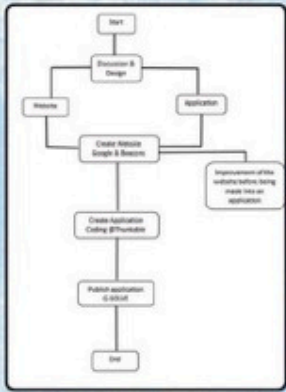 Start
Discussion &
Design
Website
Application
Create Website
Google & Beacons
Improvement of the
website before being
made into an
application
Create Application
Coding @Thunkable
Publish application
End